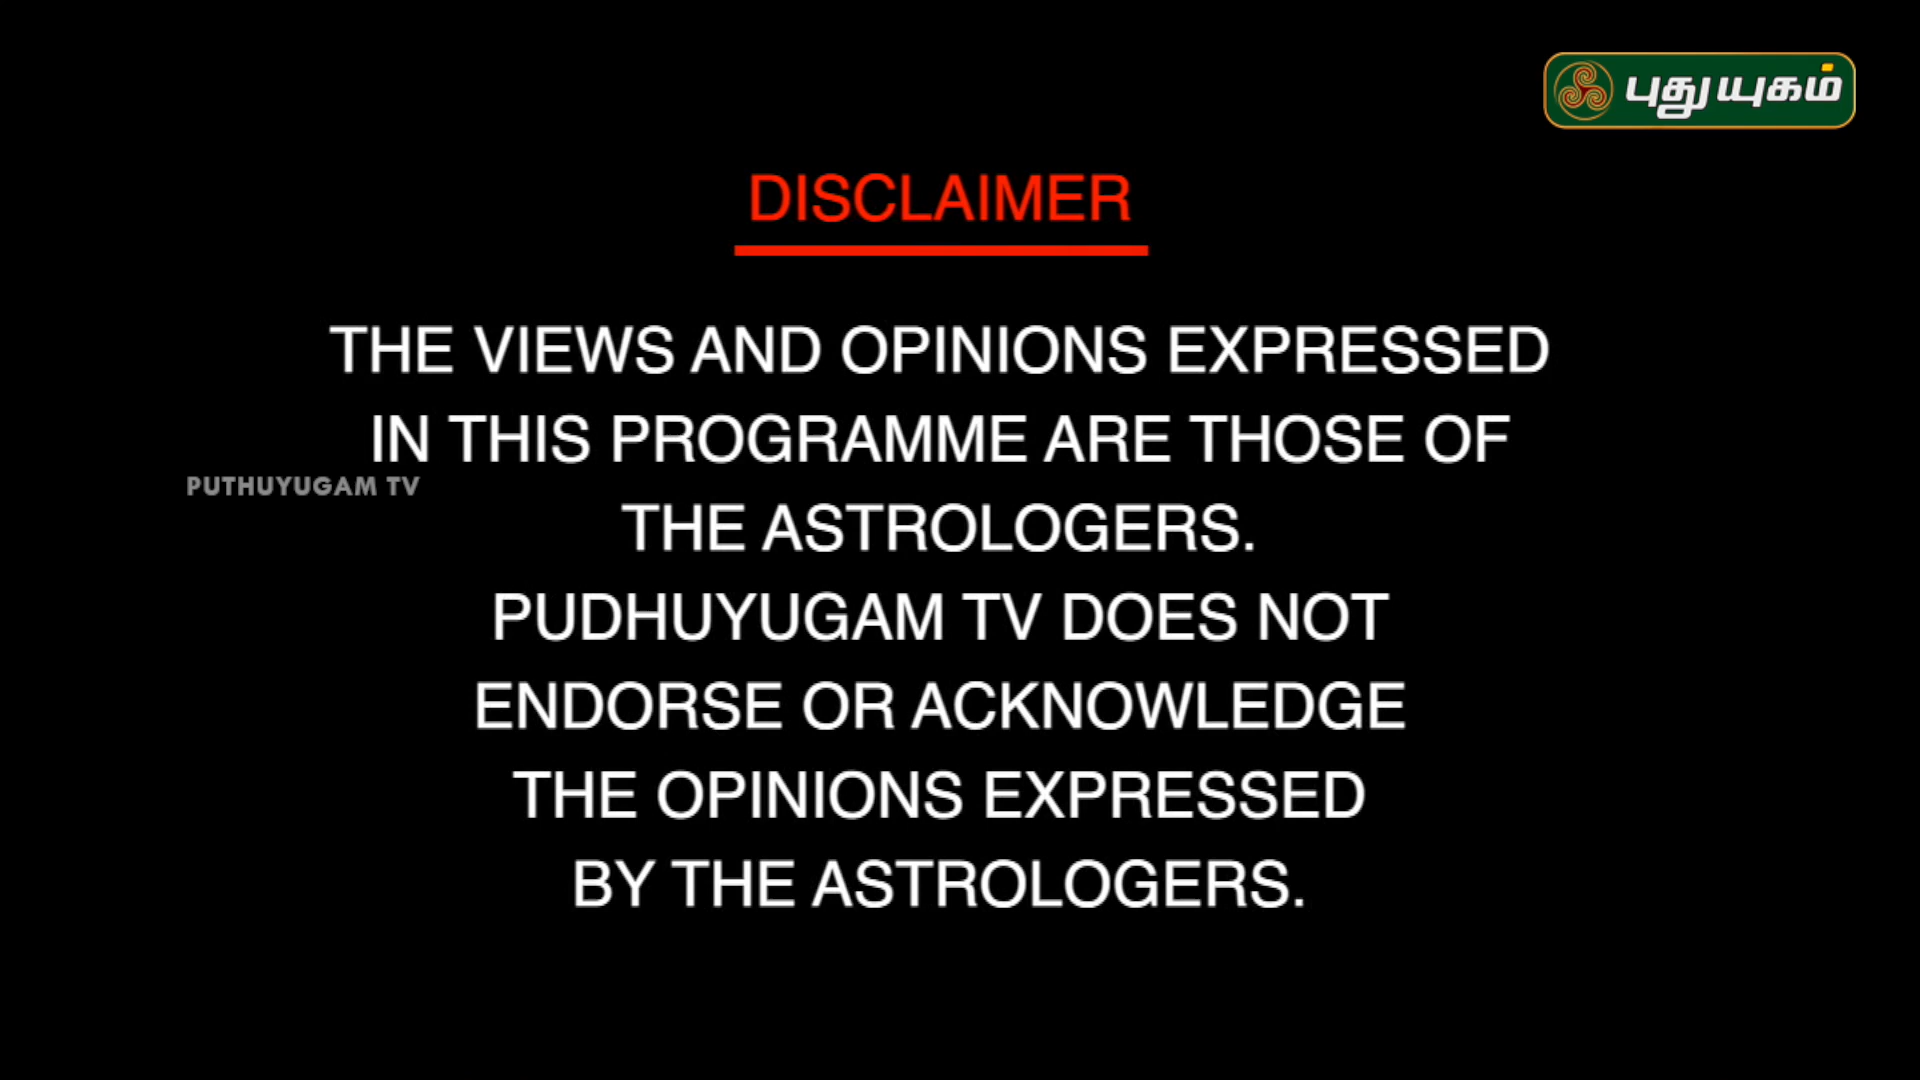 புதுயுகம்
DISCLAIMER
THE VIEWS AND OPINIONS EXPRESSED
IN THIS PROGRAMME ARE THOSE OF
PUTHUYUGAM TV
THE ASTROLOGERS.
PUDHUYUGAM TV DOES NOT
ENDORSE OR ACKNOWLEDGE
THE OPINIONS EXPRESSED
BY THE ASTROLOGERS.